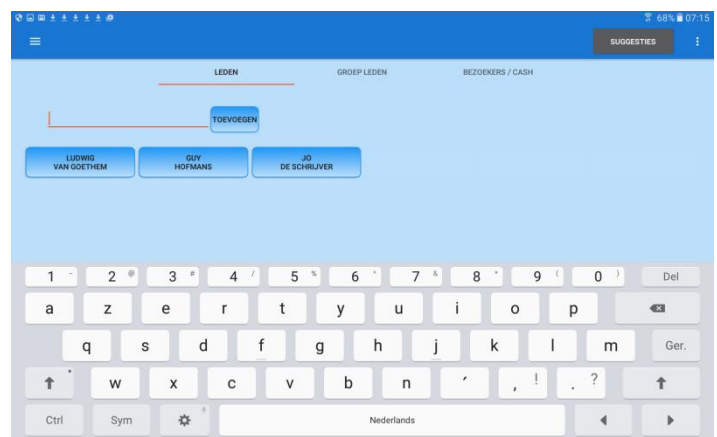 68% 07:15
SUGGESTIES
LEDEN GROEP LEDEN BEZOEKERS / CASH
TOEVOEGEN
LUDWIG
VAN GOETHEM
GUY
HOFMANS
JO
DE SCHRIJVER
1 - 2 @ 3 # 4 / 5 % 6 ' 7 & 8 * 9 ( 0 ) Del
a z e r t y u i o p
q s d f g h j k l m Ger.
w x c v b n ´ , ! . ?
Ctrl Sym Nederlands